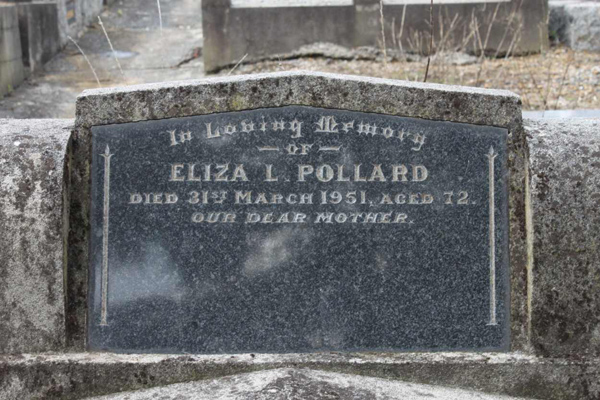 In Loving Memory
OF
ELIZA L. POLLARD
DIED 31ST MARCH 1951, AGED 72.
OUR DEAR MOTHER.